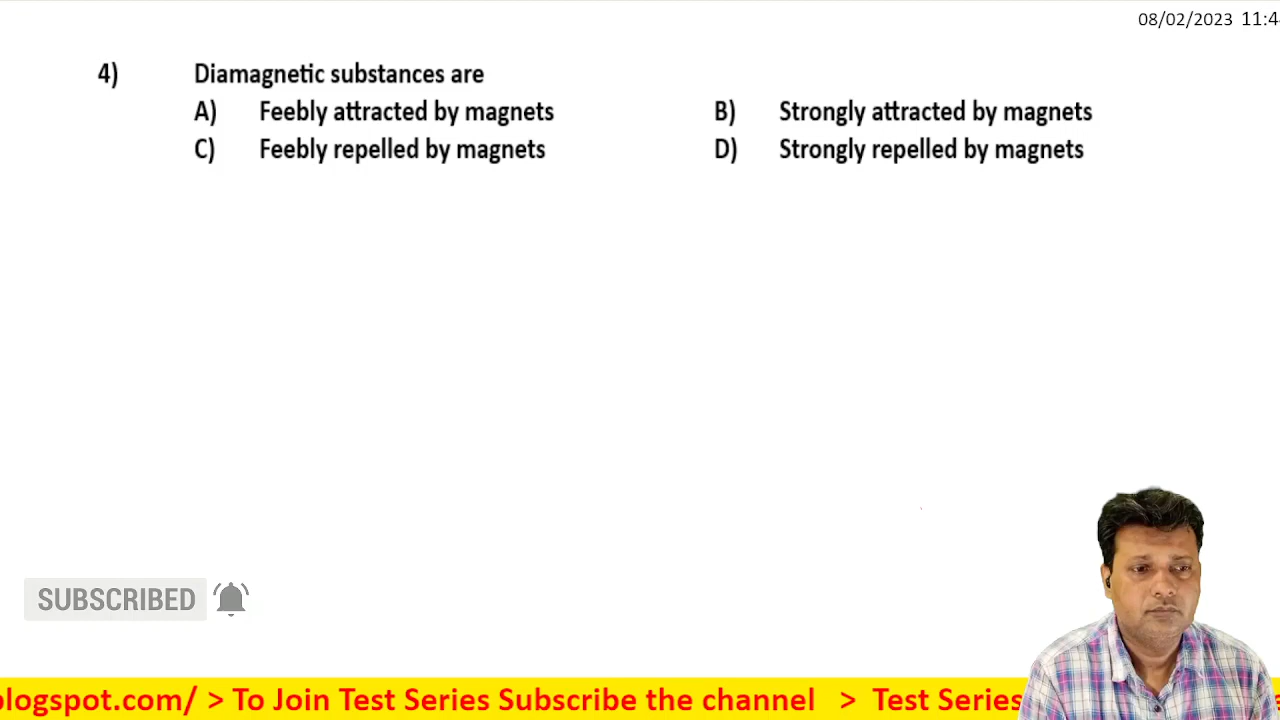 08/02/2023 11:4
4) Diamagnetic substances are
A) Feebly attracted by magnets B) Strongly attracted by magnets
C) Feebly repelled by magnets D) Strongly repelled by magnets
SUBSCRIBED
blogspot.com/ > To Join Test Series Subscribe the channel > Test Series